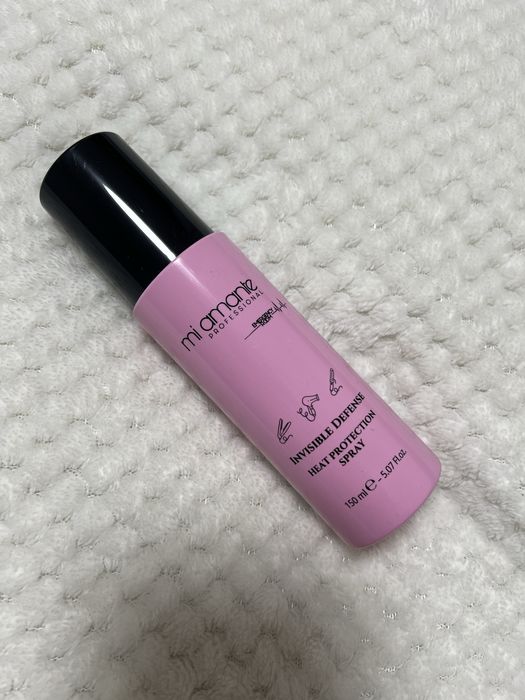 mi amante
PROFESSIONAL
INVISIBLE DEFENSE
HEAT PROTECTION
SPRAY
150 ml e – 5.07 Fl.oz.